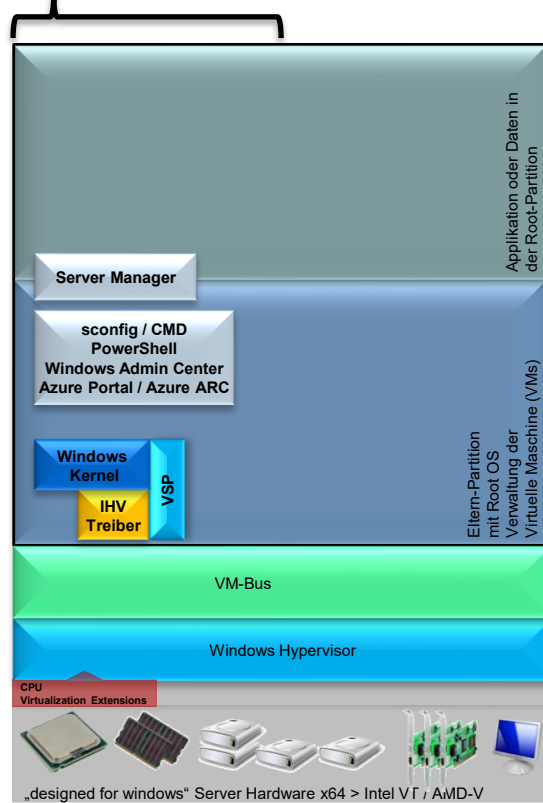 Applikation oder Daten in
der Root-Partition
Server Manager
sconfig / CMD
PowerShell
Windows Admin Center
Azure Portal / Azure ARC
Eltern-Partition
mit Root OS
Verwaltung der
Virtuelle Maschine (VMs)
Windows
Kernel
VSP
IHV
Treiber
VM-Bus
Windows Hypervisor
CPU
Virtualization Extensions
„designed for windows“ Server Hardware x64 > Intel VT / AMD-V